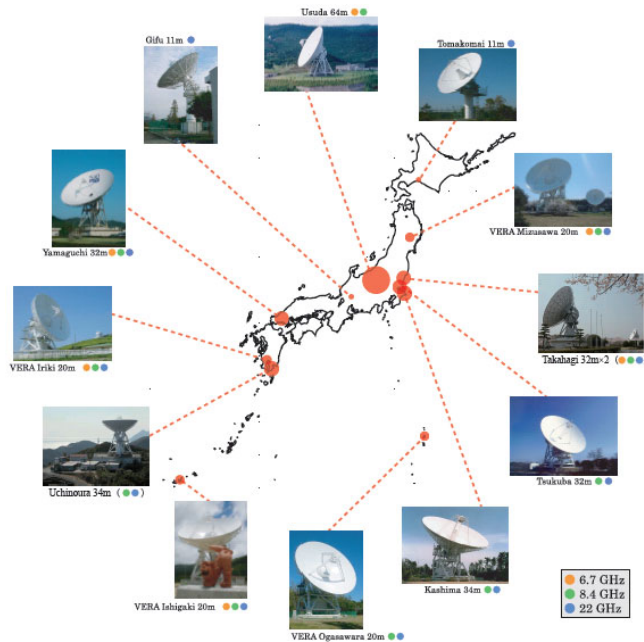 Usuda 64m
Gifu 11m
Tomakomai 11m
Yamaguchi 32m
VERA Mizusawa 20m
VERA Iriki 20m
Takahagi 32m×2 (
Uchinoura 34m ( )
Tsukuba 32m
VERA Ishigaki 20m
VERA Ogasawara 20m
Kashima 34m
6.7 GHz
8.4 GHz
22 GHz